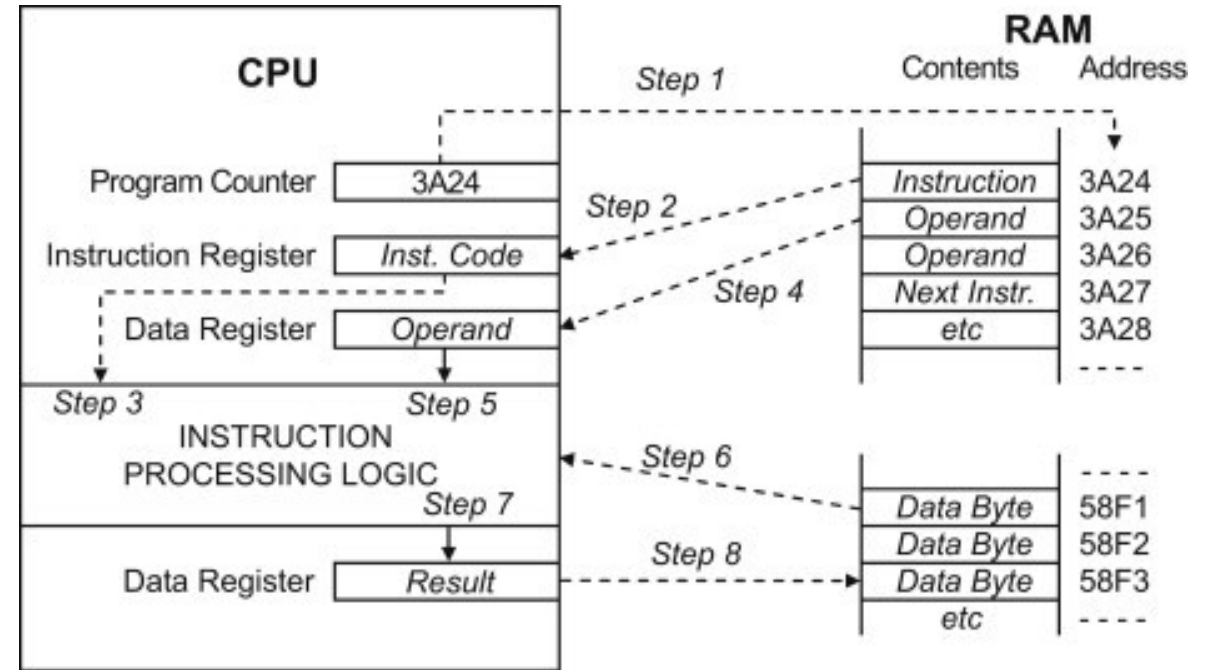 RAM
CPU
Contents Address
Step 1
Program Counter 3A24
Instruction 3A24
Step 2
Operand 3A25
Instruction Register Inst. Code
Operand 3A26
Step 4
Next Instr. 3A27
Data Register Operand
etc 3A28
- - - -
Step 3 Step 5
INSTRUCTION
PROCESSING LOGIC
Step 6
- - - -
Step 7
Data Byte 58F1
Data Byte 58F2
Step 8
Data Register Result
Data Byte 58F3
etc - - - -